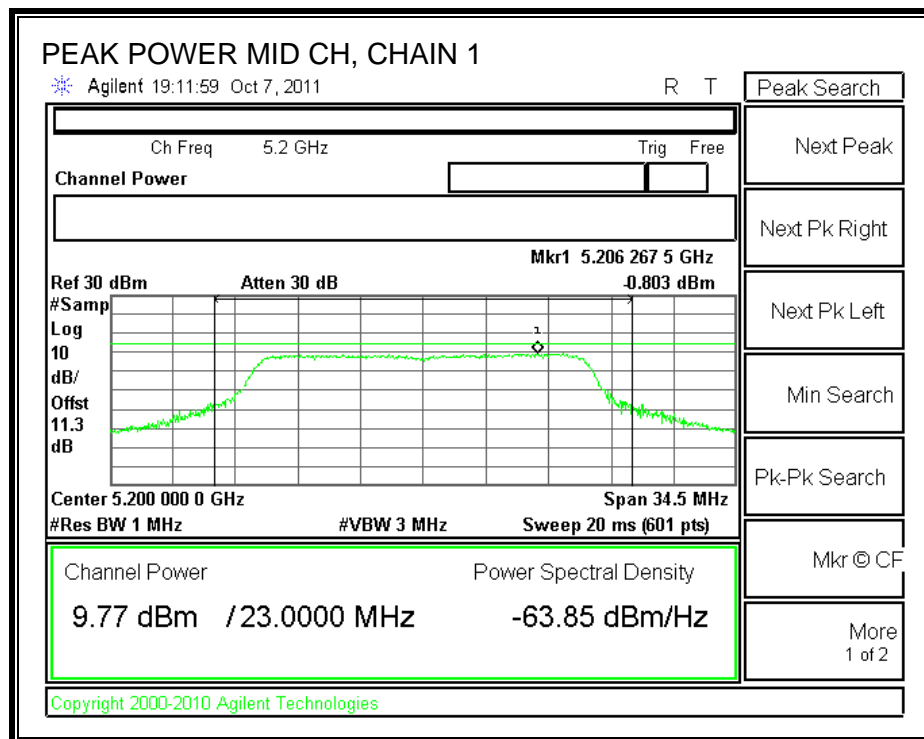 PEAK POWER MID CH, CHAIN 1
Agilent 19:11:59 Oct 7, 2011 R T
Peak Search
Ch Freq 5.2 GHz Trig Free
Channel Power
Mkr1 5.206 267 5 GHz
Ref 30 dBm Atten 30 dB -0.803 dBm
#Samp
Log
10
dB/
Offst
11.3
dB
1
Center 5.200 000 0 GHz Span 34.5 MHz
#Res BW 1 MHz #VBW 3 MHz Sweep 20 ms (601 pts)
Channel Power Power Spectral Density
9.77 dBm / 23.0000 MHz -63.85 dBm/Hz
Copyright 2000-2010 Agilent Technologies
Next Peak
Next Pk Right
Next Pk Left
Min Search
Pk-Pk Search
Mkr © CF
More
1 of 2